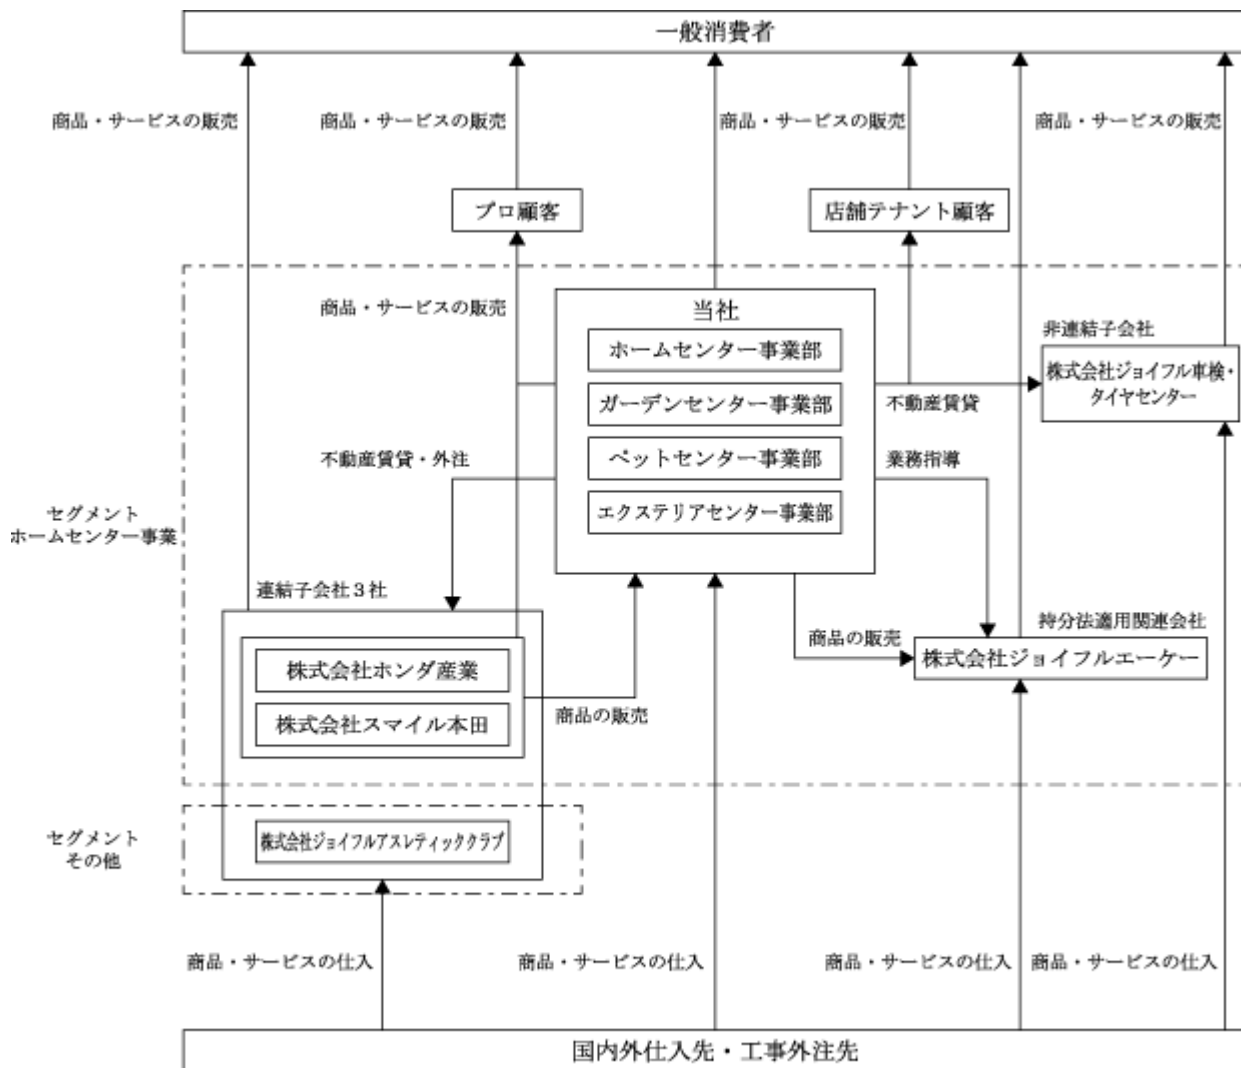 一般消費者
商品・サービスの販売
商品・サービスの販売
商品・サービスの販売
商品・サービスの販売
プロ顧客
店舗テナント顧客
商品・サービスの販売
当社
ホームセンター事業部
ガーデンセンター事業部
ペットセンター事業部
エクステリアセンター事業部
非連結子会社
株式会社ジョイフル車検・
タイヤセンター
不動産賃貸
不動産賃貸・外注
業務指導
セグメント
ホームセンター事業
連結子会社３社
株式会社ホンダ産業
株式会社スマイル本田
商品の販売
商品の販売
持分法適用関連会社
株式会社ジョイフルエーケー
セグメント
その他
株式会社ジョイフルアスレティッククラブ
商品・サービスの仕入
商品・サービスの仕入
商品・サービスの仕入
商品・サービスの仕入
国内外仕入先・工事外注先